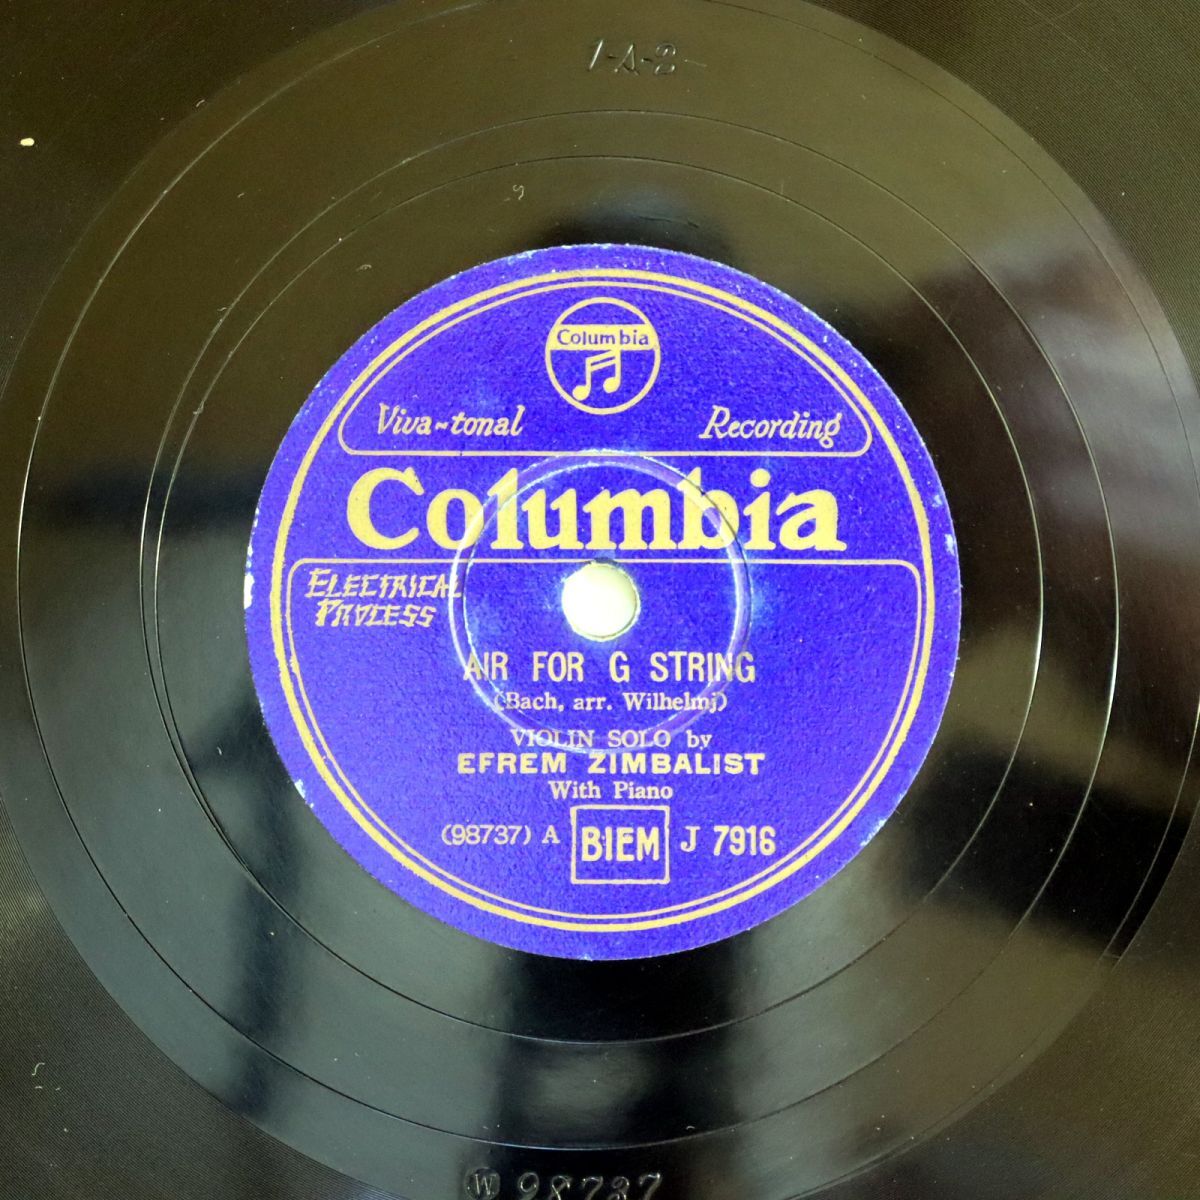 1-A-2
Columbia
Viva-tonal Recording
Columbia
ELECTRICAL
PROCESS
AIR FOR G STRING
(Bach, arr. Wilhelmj)
VIOLIN SOLO by
EFREM ZIMBALIST
With Piano
(98737) A BIEM J 7916
W 98737